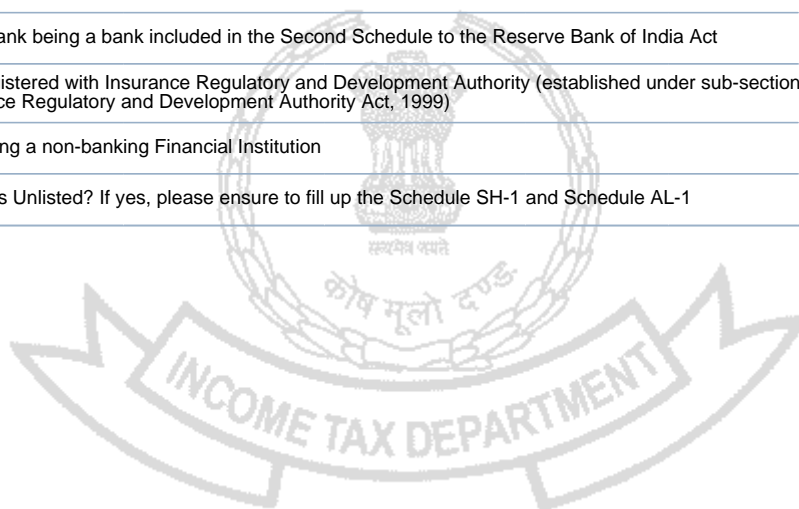 ank being a bank included in the Second Schedule to the Reserve Bank of India Act
istered with Insurance Regulatory and Development Authority (established under sub-section
ce Regulatory and Development Authority Act, 1999)
ng a non-banking Financial Institution
s Unlisted? If yes, please ensure to fill up the Schedule SH-1 and Schedule AL-1
सत्यमेव जयते
कोष मूलो दण्ड
INCOME TAX DEPARTMENT